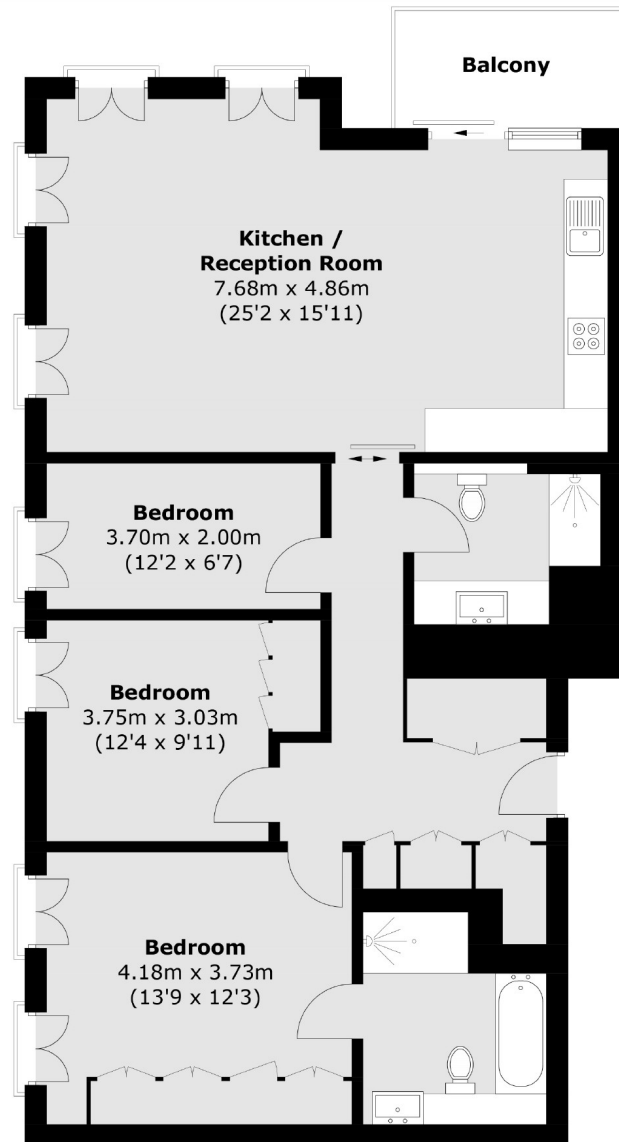 Balcony
Kitchen /
Reception Room
7.68m x 4.86m
(25'2 x 15'11)
Bedroom
3.70m x 2.00m
(12'2 x 6'7)
Bedroom
3.75m x 3.03m
(12'4 x 9'11)
Bedroom
4.18m x 3.73m
(13'9 x 12'3)